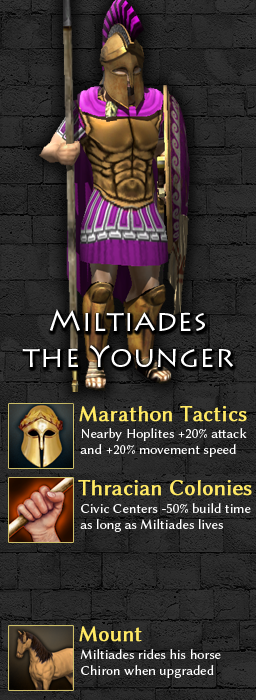 Miltiades
the Younger
Marathon Tactics
Nearby Hoplites +20% attack
and +20% movement speed
Thracian Colonies
Civic Centers -50% build time
as long as Miltiades lives
Mount
Miltiades rides his horse
Chiron when upgraded